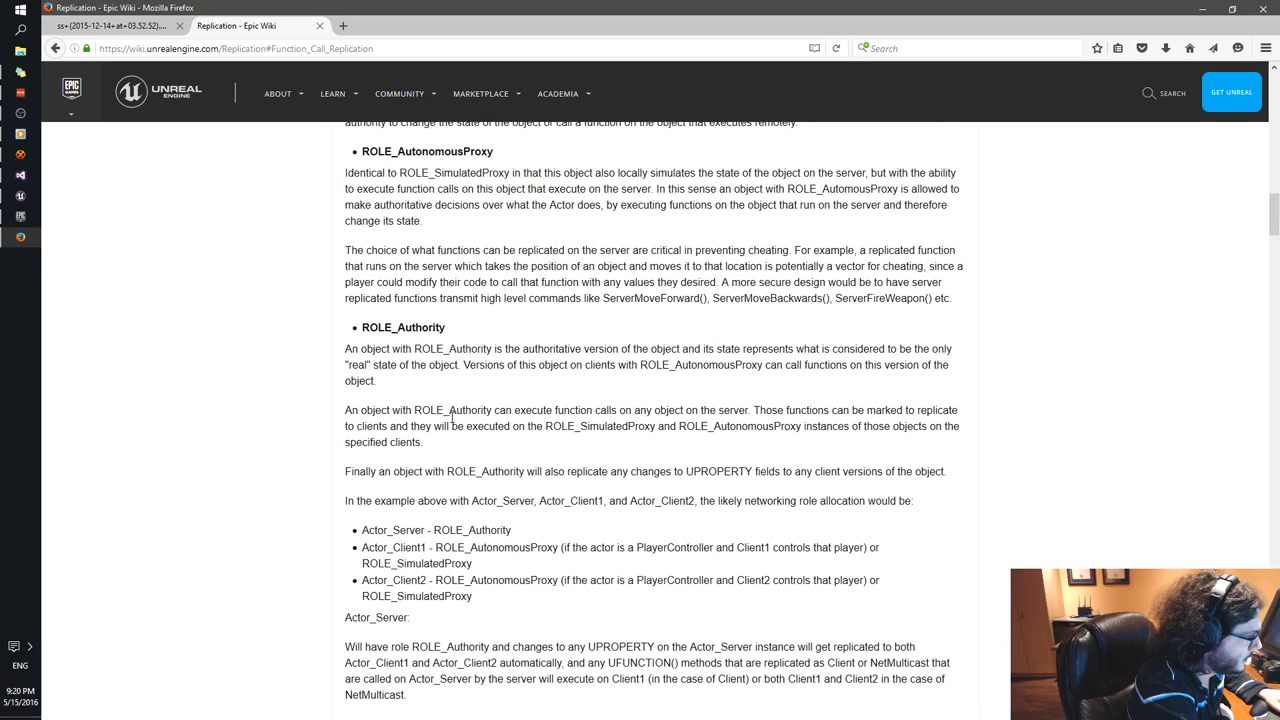 Replication - Epic Wiki - Mozilla Firefox
ss+(2015-12-14+at+03.52.52)....
Replication - Epic Wiki
https://wiki.unrealengine.com/Replication#Function_Call_Replication
Search
EPIC GAMES
UNREAL ENGINE
ABOUT
LEARN
COMMUNITY
MARKETPLACE
ACADEMIA
SEARCH
GET UNREAL
authority to change the state of the object or call a function on the object that executes remotely.
• ROLE_AutonomousProxy
Identical to ROLE_SimulatedProxy in that this object also locally simulates the state of the object on the server, but with the ability
to execute function calls on this object that execute on the server. In this sense an object with ROLE_AutomousProxy is allowed to
make authoritative decisions over what the Actor does, by executing functions on the object that run on the server and therefore
change its state.
The choice of what functions can be replicated on the server are critical in preventing cheating. For example, a replicated function
that runs on the server which takes the position of an object and moves it to that location is potentially a vector for cheating, since a
player could modify their code to call that function with any values they desired. A more secure design would be to have server
replicated functions transmit high level commands like ServerMoveForward(), ServerMoveBackwards(), ServerFireWeapon() etc.
• ROLE_Authority
An object with ROLE_Authority is the authoritative version of the object and its state represents what is considered to be the only
"real" state of the object. Versions of this object on clients with ROLE_AutonomousProxy can call functions on this version of the
object.
An object with ROLE_Authority can execute function calls on any object on the server. Those functions can be marked to replicate
to clients and they will be executed on the ROLE_SimulatedProxy and ROLE_AutonomousProxy instances of those objects on the
specified clients.
Finally an object with ROLE_Authority will also replicate any changes to UPROPERTY fields to any client versions of the object.
In the example above with Actor_Server, Actor_Client1, and Actor_Client2, the likely networking role allocation would be:
• Actor_Server - ROLE_Authority
• Actor_Client1 - ROLE_AutonomousProxy (if the actor is a PlayerController and Client1 controls that player) or
ROLE_SimulatedProxy
• Actor_Client2 - ROLE_AutonomousProxy (if the actor is a PlayerController and Client2 controls that player) or
ROLE_SimulatedProxy
Actor_Server:
Will have role ROLE_Authority and changes to any UPROPERTY on the Actor_Server instance will get replicated to both
Actor_Client1 and Actor_Client2 automatically, and any UFUNCTION() methods that are replicated as Client or NetMulticast that
are called on Actor_Server by the server will execute on Client1 (in the case of Client) or both Client1 and Client2 in the case of
NetMulticast.
ENG
9:20 PM
5/15/2016